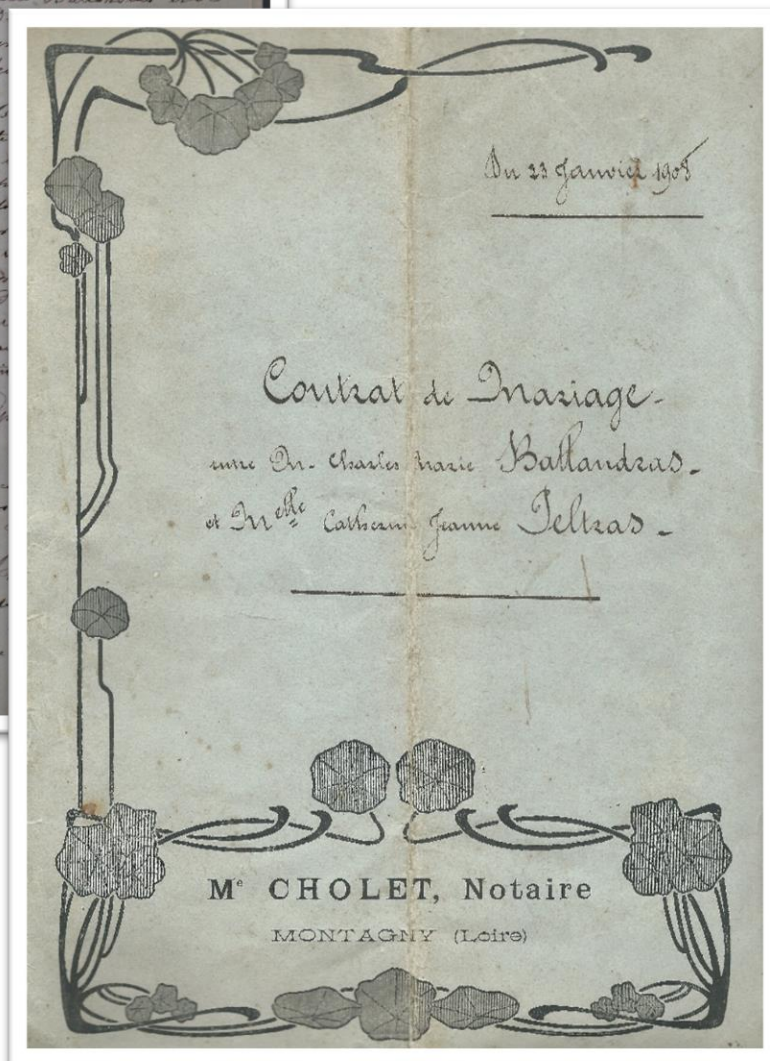 Du 23 Janvier 1908
Contrat de Mariage -
entre Mr. Charles Marie Ballandras -
et Melle Catherine Jeanne Peltras -
Me CHOLET, Notaire
MONTAGNY (Loire)